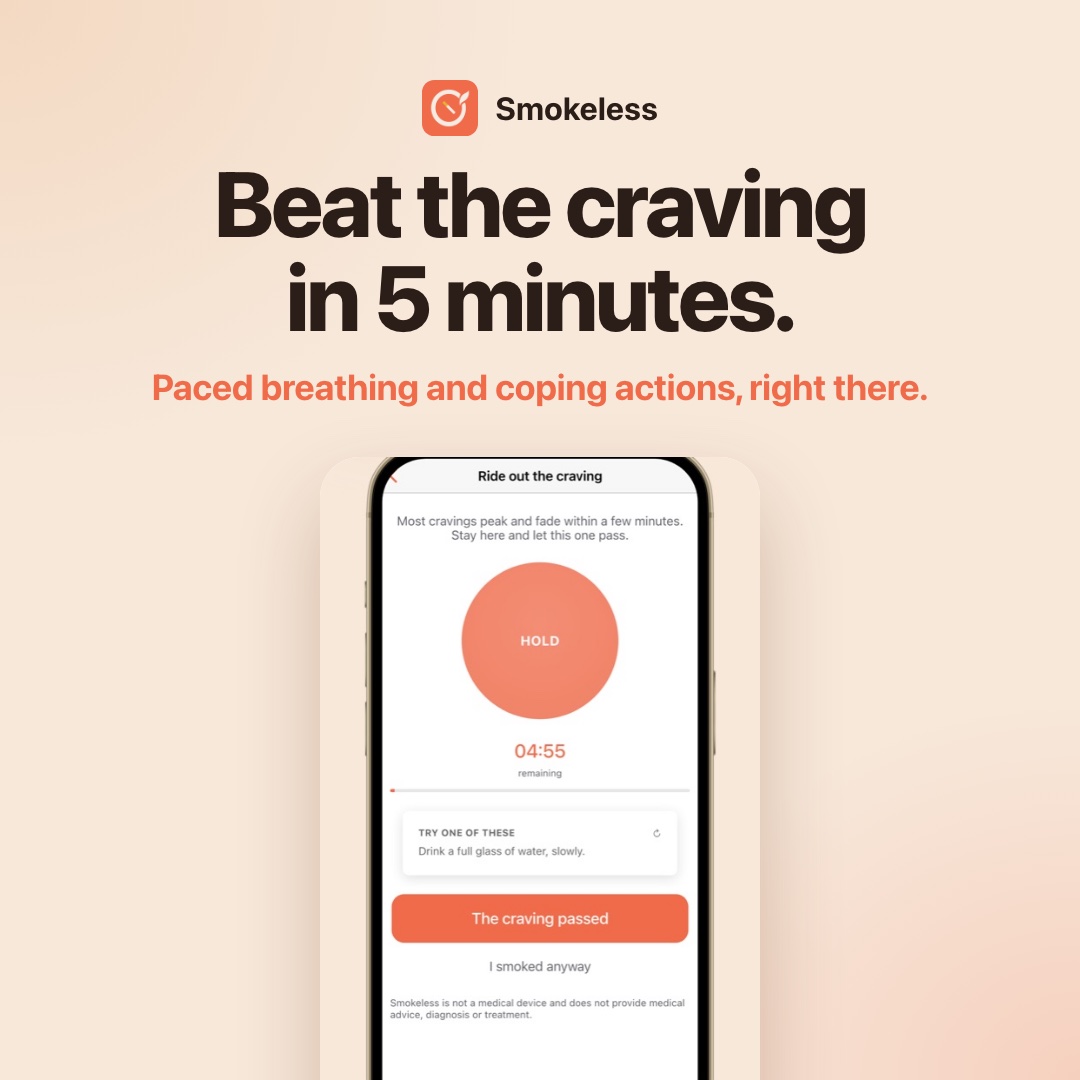 Smokeless
Beat the craving
in 5 minutes.
Paced breathing and coping actions, right there.
Ride out the craving
Most cravings peak and fade within a few minutes.
Stay here and let this one pass.
HOLD
04:55
remaining
TRY ONE OF THESE
Drink a full glass of water, slowly.
The craving passed
I smoked anyway
Smokeless is not a medical device and does not provide medical
advice, diagnosis or treatment.